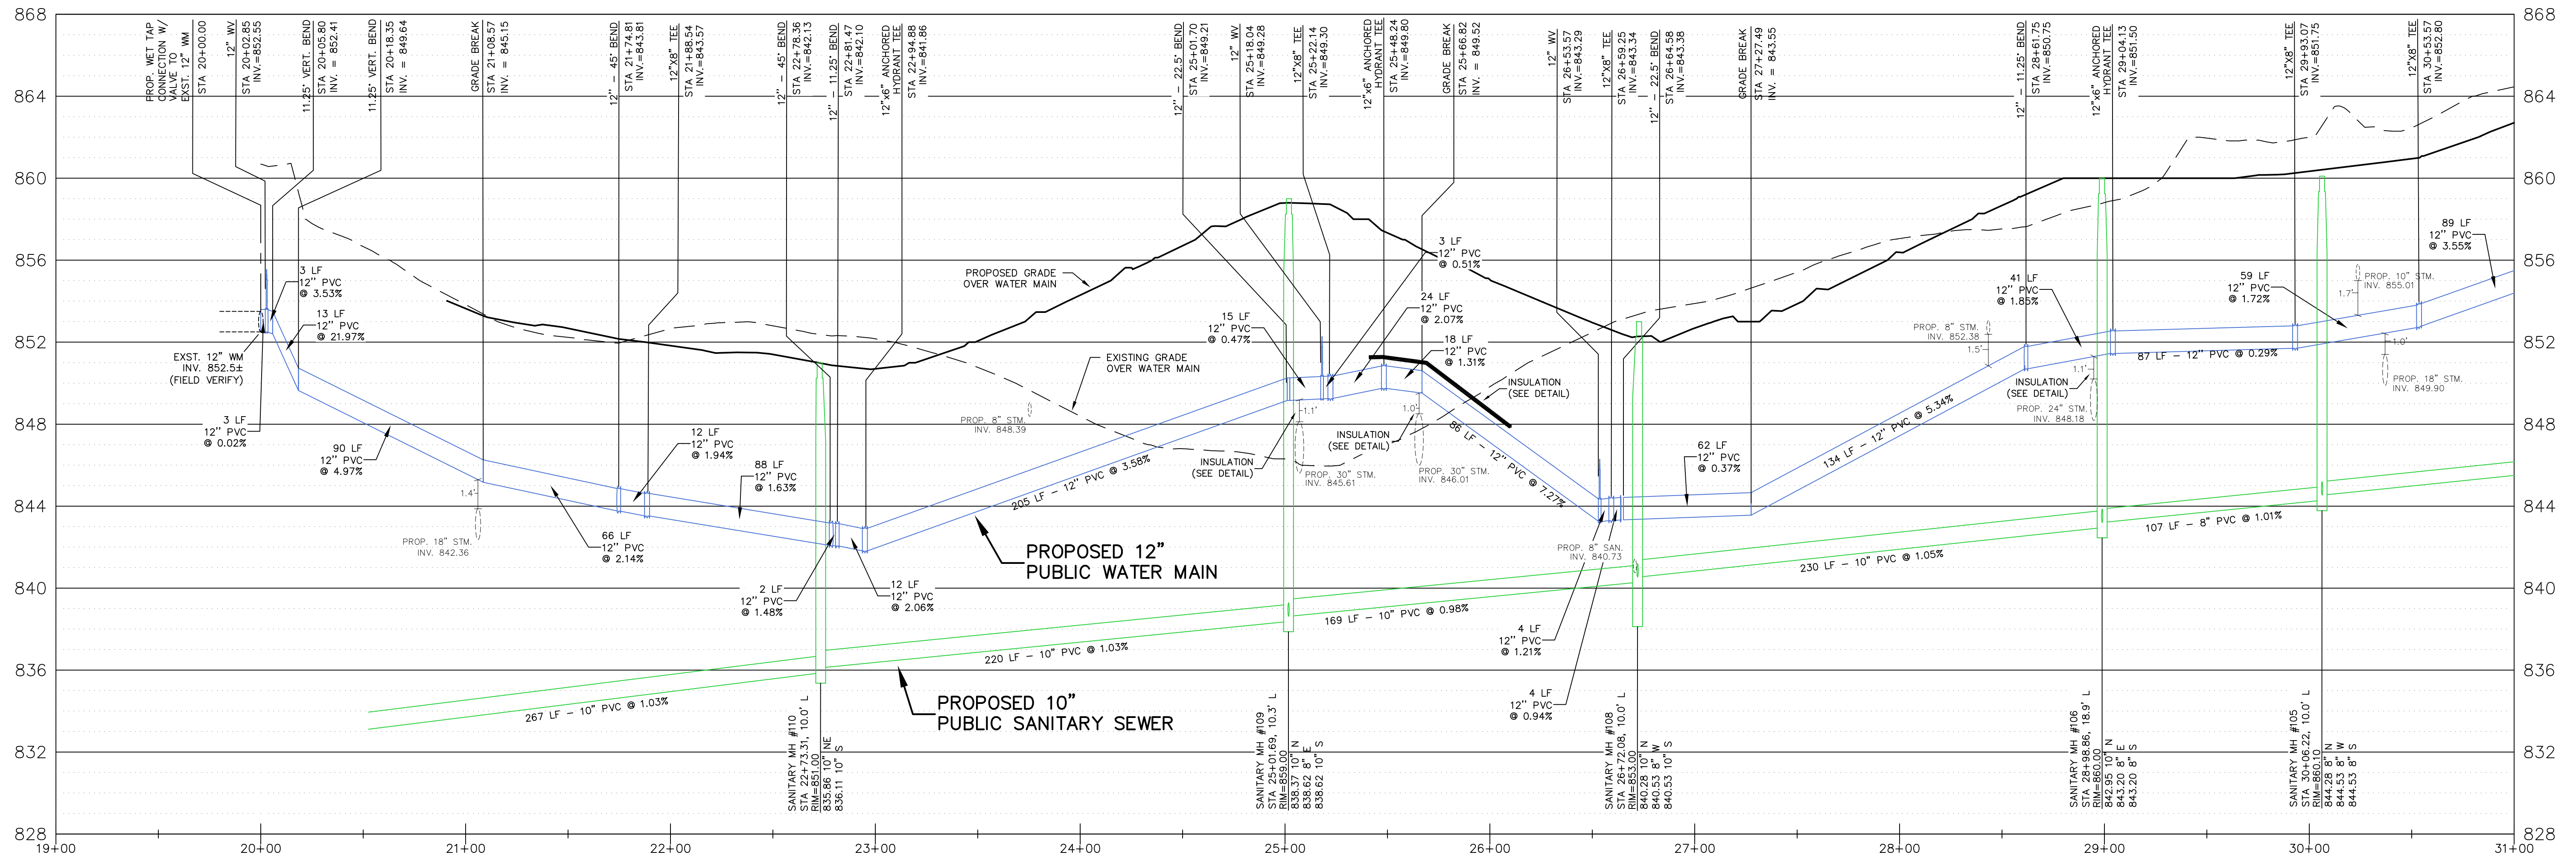 868
864
860
856
852
848
844
840
836
832
828
868
864
860
856
852
848
844
840
836
832
828
19+00
20+00
21+00
22+00
23+00
24+00
25+00
26+00
27+00
28+00
29+00
30+00
31+00
PROP. WET TAP
CONNECTION W/
VALVE TO
EXST. 12" WM
STA 20+00.00
12" WV
STA 20+02.85
INV.=852.55
11.25' VERT. BEND
STA 20+05.80
INV. = 852.41
11.25' VERT. BEND
STA 20+18.35
INV. = 849.64
GRADE BREAK
STA 21+08.57
INV. = 845.15
12" - 45' BEND
STA 21+74.81
INV.=843.81
12"X8" TEE
STA 21+88.54
INV.=843.57
12" - 45' BEND
STA 22+78.36
INV.=842.13
12" - 11.25' BEND
STA 22+81.47
INV.=842.10
12"x6" ANCHORED
HYDRANT TEE
STA 22+94.88
INV.=841.86
12" - 22.5' BEND
STA 25+01.70
INV.=849.21
12" WV
STA 25+18.04
INV.=849.28
12"X8" TEE
STA 25+22.14
INV.=849.30
12"x6" ANCHORED
HYDRANT TEE
STA 25+48.24
INV.=849.80
GRADE BREAK
STA 25+66.82
INV. = 849.52
12" WV
STA 26+53.57
INV.=843.29
12"X8" TEE
STA 26+59.25
INV.=843.34
12" - 22.5' BEND
STA 26+64.58
INV.=843.38
GRADE BREAK
STA 27+27.49
INV. = 843.55
12" - 11.25' BEND
STA 28+61.75
INV.=850.75
12"x6" ANCHORED
HYDRANT TEE
STA 29+04.13
INV.=851.50
12"X8" TEE
STA 29+93.07
INV.=851.75
12"X8" TEE
STA 30+53.57
INV.=852.80
3 LF
12" PVC
@ 3.53%
13 LF
12" PVC
@ 21.97%
EXST. 12" WM
INV. 852.5±
(FIELD VERIFY)
3 LF
12" PVC
@ 0.02%
90 LF
12" PVC
@ 4.97%
1.4'
PROP. 18" STM.
INV. 842.36
66 LF
12" PVC
@ 2.14%
12 LF
12" PVC
@ 1.94%
88 LF
12" PVC
@ 1.63%
2 LF
12" PVC
@ 1.48%
12 LF
12" PVC
@ 2.06%
PROPOSED GRADE
OVER WATER MAIN
EXISTING GRADE
OVER WATER MAIN
PROP. 8" STM.
INV. 848.39
205 LF - 12" PVC @ 3.58%
PROPOSED 12"
PUBLIC WATER MAIN
15 LF
12" PVC
@ 0.47%
3 LF
12" PVC
@ 0.51%
24 LF
12" PVC
@ 2.07%
18 LF
12" PVC
@ 1.31%
1.1'
INSULATION
(SEE DETAIL)
PROP. 30" STM.
INV. 845.61
1.0'
INSULATION
(SEE DETAIL)
PROP. 30" STM.
INV. 846.01
INSULATION
(SEE DETAIL)
86 LF - 12" PVC @ 7.27%
PROP. 8" SAN.
INV. 840.73
4 LF
12" PVC
@ 1.21%
4 LF
12" PVC
@ 0.94%
62 LF
12" PVC
@ 0.37%
134 LF - 12" PVC @ 5.34%
PROP. 8" STM.
INV. 852.38
1.5'
41 LF
12" PVC
@ 1.85%
1.1'
INSULATION
(SEE DETAIL)
PROP. 24" STM.
INV. 848.18
87 LF - 12" PVC @ 0.29%
59 LF
12" PVC
@ 1.72%
PROP. 10" STM.
INV. 855.01
1.7'
89 LF
12" PVC
@ 3.55%
1.0'
PROP. 18" STM.
INV. 849.90
267 LF - 10" PVC @ 1.03%
220 LF - 10" PVC @ 1.03%
PROPOSED 10"
PUBLIC SANITARY SEWER
169 LF - 10" PVC @ 0.98%
230 LF - 10" PVC @ 1.05%
107 LF - 8" PVC @ 1.01%
SANITARY MH #110
STA 22+73.31, 10.0' L
RIM=851.00
835.86 10" NE
836.11 10" S
SANITARY MH #109
STA 25+01.69, 10.3' L
RIM=859.00
838.37 10" N
838.62 8" E
838.62 10" S
SANITARY MH #108
STA 26+72.08, 10.0' L
RIM=853.00
840.28 10" N
840.53 8" W
840.53 10" S
SANITARY MH #106
STA 28+98.86, 18.9' L
RIM=860.00
842.95 10" N
843.20 8" E
843.20 8" S
SANITARY MH #105
STA 30+06.22, 10.0' L
RIM=860.10
844.28 8" N
844.53 8" W
844.53 8" S